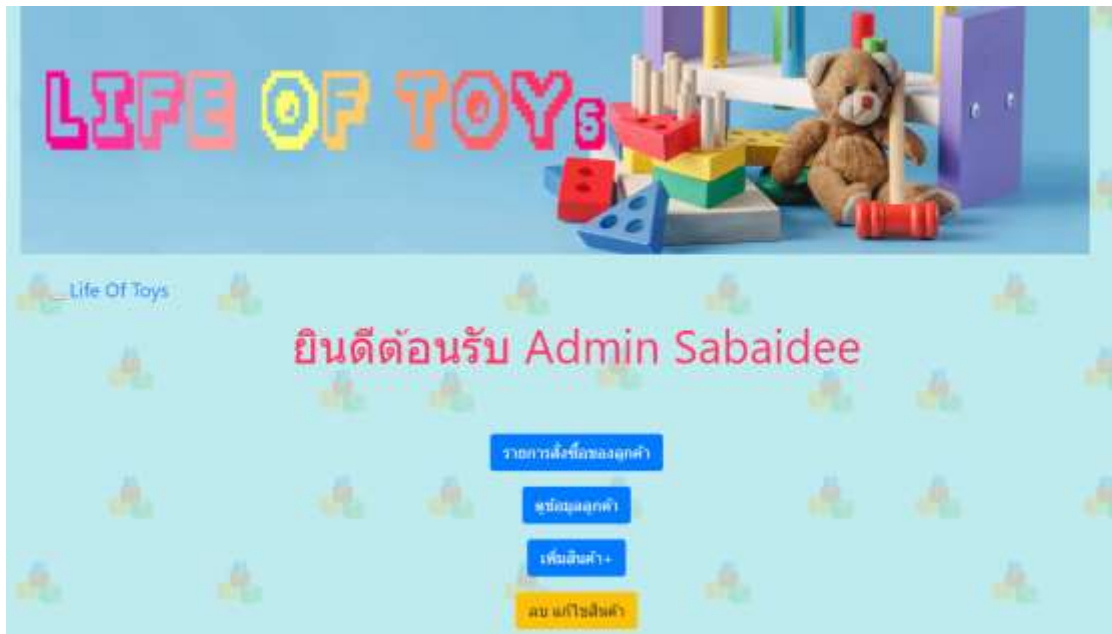 LIFE OF TOYs
Life Of Toys
ยินดีต้อนรับ Admin Sabaidee
รายการสั่งซื้อของลูกค้า
ดูข้อมูลลูกค้า
เพิ่มสินค้า+
ลบ แก้ไขสินค้า